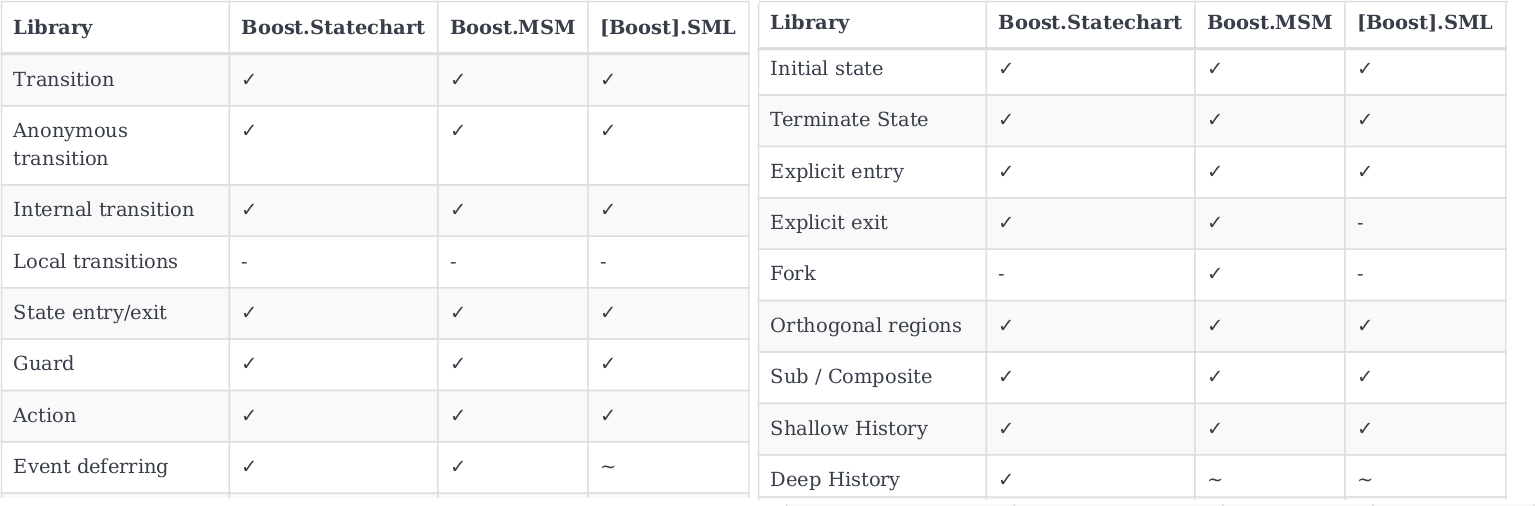 Library Boost.Statechart Boost.MSM [Boost].SML
Transition ✓ ✓ ✓
Anonymous ✓ ✓ ✓
transition
Internal transition ✓ ✓ ✓
Local transitions - - -
State entry/exit ✓ ✓ ✓
Guard ✓ ✓ ✓
Action ✓ ✓ ✓
Event deferring ✓ ✓ ~
Library Boost.Statechart Boost.MSM [Boost].SML
Initial state ✓ ✓ ✓
Terminate State ✓ ✓ ✓
Explicit entry ✓ ✓ ✓
Explicit exit ✓ ✓ -
Fork - ✓ -
Orthogonal regions ✓ ✓ ✓
Sub / Composite ✓ ✓ ✓
Shallow History ✓ ✓ ✓
Deep History ✓ ~ ~